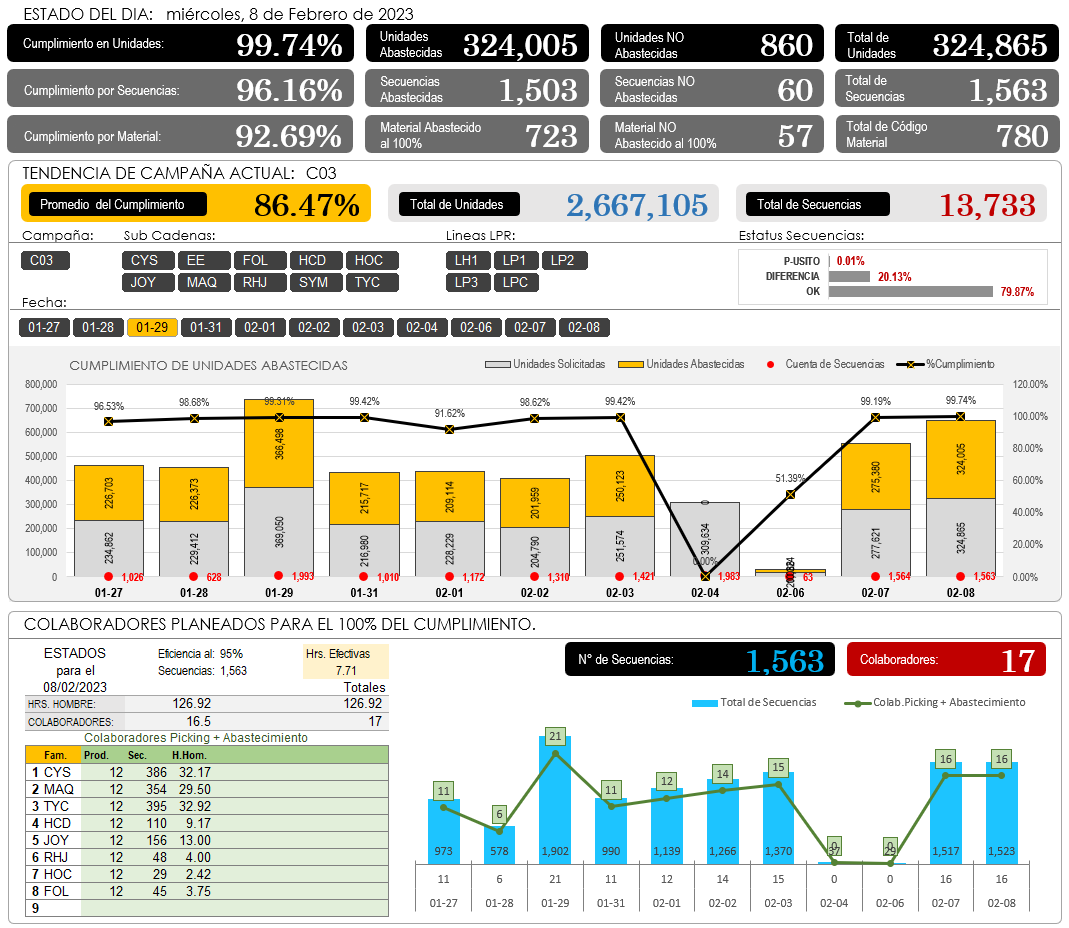 ESTADO DEL DIA: miércoles, 8 de Febrero de 2023
Cumplimiento en Unidades: 99.74%
Unidades Abastecidas 324,005
Unidades NO Abastecidas 860
Total de Unidades 324,865
Cumplimiento por Secuencias: 96.16%
Secuencias Abastecidas 1,503
Secuencias NO Abastecidas 60
Total de Secuencias 1,563
Cumplimiento por Material: 92.69%
Material Abastecido al 100% 723
Material NO Abastecido al 100% 57
Total de Código Material 780
TENDENCIA DE CAMPAÑA ACTUAL: C03
Promedio del Cumplimiento 86.47%
Total de Unidades 2,667,105
Total de Secuencias 13,733
Campaña: Sub Cadenas: Lineas LPR: Estatus Secuencias:
C03 CYS EE FOL HCD HOC LH1 LP1 LP2
JOY MAQ RHJ SYM TYC LP3 LPC
P-USITO 0.01%
DIFERENCIA 20.13%
OK 79.87%
Fecha:
01-27 01-28 01-29 01-31 02-01 02-02 02-03 02-04 02-06 02-07 02-08
CUMPLIMIENTO DE UNIDADES ABASTECIDAS
Unidades Solicitadas Unidades Abastecidas Cuenta de Secuencias %Cumplimiento
800,000
700,000
600,000
500,000
400,000
300,000
200,000
100,000
0
120.00%
100.00%
80.00%
60.00%
40.00%
20.00%
0.00%
96.53% 98.68% 99.31% 99.42% 91.62% 98.62% 99.42% 0.00% 51.39% 99.19% 99.74%
226,703 226,373 366,498 215,717 209,114 201,959 250,123 0 275,380 324,005
234,862 229,412 369,050 216,980 228,229 204,790 251,574 309,634 277,621 324,865
1,026 628 1,993 1,010 1,172 1,310 1,421 1,983 63 1,564 1,563
01-27 01-28 01-29 01-31 02-01 02-02 02-03 02-04 02-06 02-07 02-08
COLABORADORES PLANEADOS PARA EL 100% DEL CUMPLIMIENTO.
ESTADOS para el 08/02/2023
Eficiencia al: 95%
Secuencias: 1,563
Hrs. Efectivas
7.71
Totales
HRS. HOMBRE: 126.92 126.92
COLABORADORES: 16.5 17
Colaboradores Picking + Abastecimiento
Fam. Prod. Sec. H.Hom.
1 CYS 12 386 32.17
2 MAQ 12 354 29.50
3 TYC 12 395 32.92
4 HCD 12 110 9.17
5 JOY 12 156 13.00
6 RHJ 12 48 4.00
7 HOC 12 29 2.42
8 FOL 12 45 3.75
9
N° de Secuencias: 1,563
Colaboradores: 17
Total de Secuencias Colab.Picking + Abastecimiento
11 6 21 11 12 14 15 0 0 16 16
973 578 1,902 990 1,139 1,266 1,370 37 29 1,517 1,523
11 6 21 11 12 14 15 0 0 16 16
01-27 01-28 01-29 01-31 02-01 02-02 02-03 02-04 02-06 02-07 02-08